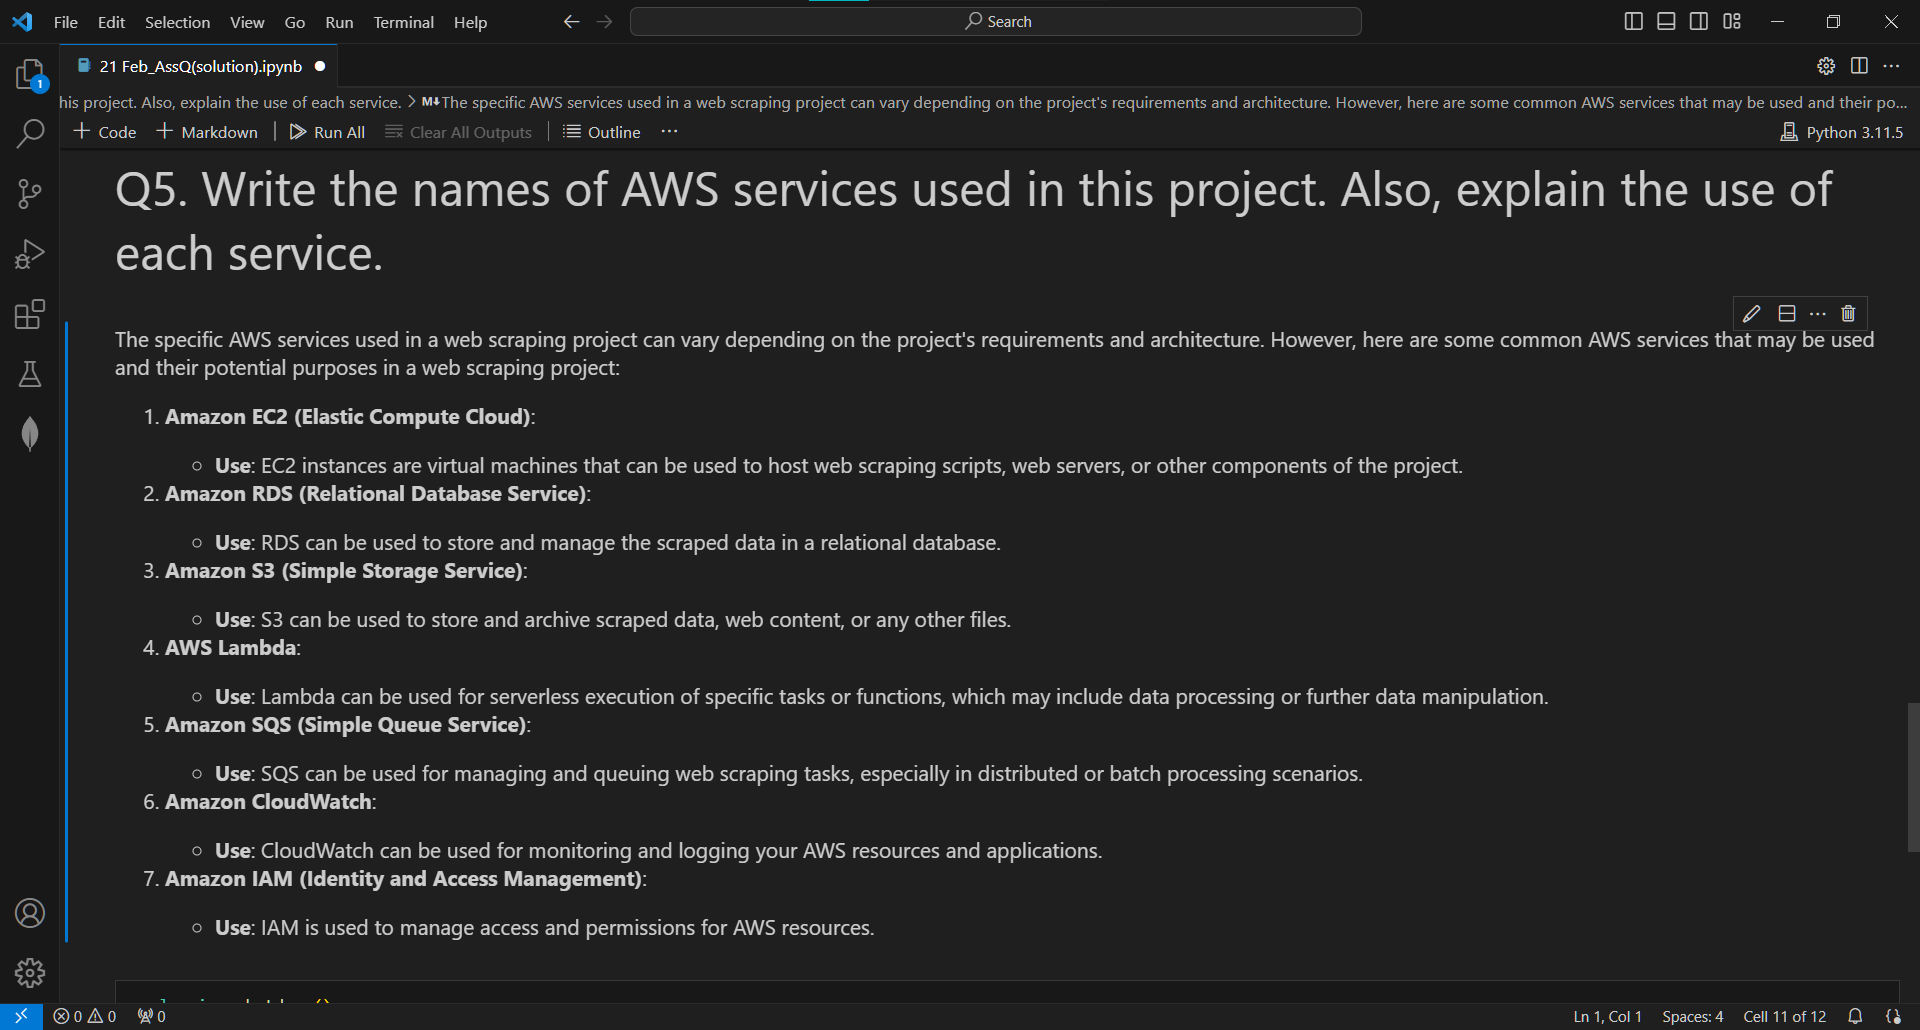 File Edit Selection View Go Run Terminal Help Search
21 Feb_AssQ(solution).ipynb
1
his project. Also, explain the use of each service. > M↓ The specific AWS services used in a web scraping project can vary depending on the project's requirements and architecture. However, here are some common AWS services that may be used and their po...
+ Code + Markdown Run All Clear All Outputs Outline ... Python 3.11.5
Q5. Write the names of AWS services used in this project. Also, explain the use of
each service.
The specific AWS services used in a web scraping project can vary depending on the project's requirements and architecture. However, here are some common AWS services that may be used
and their potential purposes in a web scraping project:
1. Amazon EC2 (Elastic Compute Cloud):
○ Use: EC2 instances are virtual machines that can be used to host web scraping scripts, web servers, or other components of the project.
2. Amazon RDS (Relational Database Service):
○ Use: RDS can be used to store and manage the scraped data in a relational database.
3. Amazon S3 (Simple Storage Service):
○ Use: S3 can be used to store and archive scraped data, web content, or any other files.
4. AWS Lambda:
○ Use: Lambda can be used for serverless execution of specific tasks or functions, which may include data processing or further data manipulation.
5. Amazon SQS (Simple Queue Service):
○ Use: SQS can be used for managing and queuing web scraping tasks, especially in distributed or batch processing scenarios.
6. Amazon CloudWatch:
○ Use: CloudWatch can be used for monitoring and logging your AWS resources and applications.
7. Amazon IAM (Identity and Access Management):
○ Use: IAM is used to manage access and permissions for AWS resources.
0 0 0 Ln 1, Col 1 Spaces: 4 Cell 11 of 12